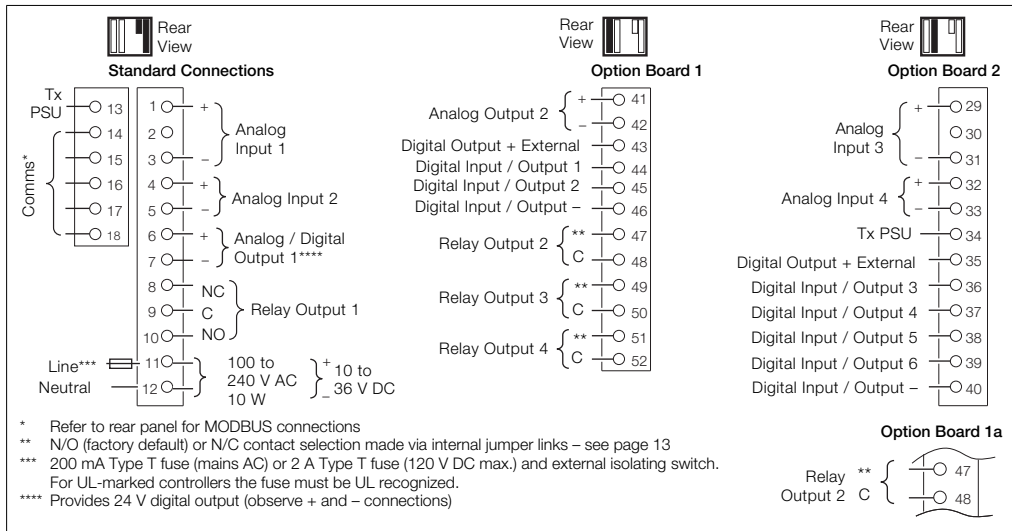 Rear
View
Standard Connections
Tx
PSU
13
14
15
16
17
18
Comms*
1 +
2
3 –
Analog
Input 1
4 +
5 –
Analog Input 2
6 +
7 –
Analog / Digital
Output 1****
8 NC
9 C
10 NO
Relay Output 1
Line*** 11
Neutral 12
100 to
240 V AC
10 W
+
–
10 to
36 V DC
Rear
View
Option Board 1
Analog Output 2
+ 41
– 42
Digital Output + External 43
Digital Input / Output 1 44
Digital Input / Output 2 45
Digital Input / Output – 46
Relay Output 2
** 47
C 48
Relay Output 3
** 49
C 50
Relay Output 4
** 51
C 52
Rear
View
Option Board 2
Analog
Input 3
+ 29
30
– 31
Analog Input 4
+ 32
– 33
Tx PSU 34
Digital Output + External 35
Digital Input / Output 3 36
Digital Input / Output 4 37
Digital Input / Output 5 38
Digital Input / Output 6 39
Digital Input / Output – 40
* Refer to rear panel for MODBUS connections
** N/O (factory default) or N/C contact selection made via internal jumper links – see page 13
*** 200 mA Type T fuse (mains AC) or 2 A Type T fuse (120 V DC max.) and external isolating switch.
For UL-marked controllers the fuse must be UL recognized.
**** Provides 24 V digital output (observe + and – connections)
Option Board 1a
Relay
Output 2
** 47
C 48